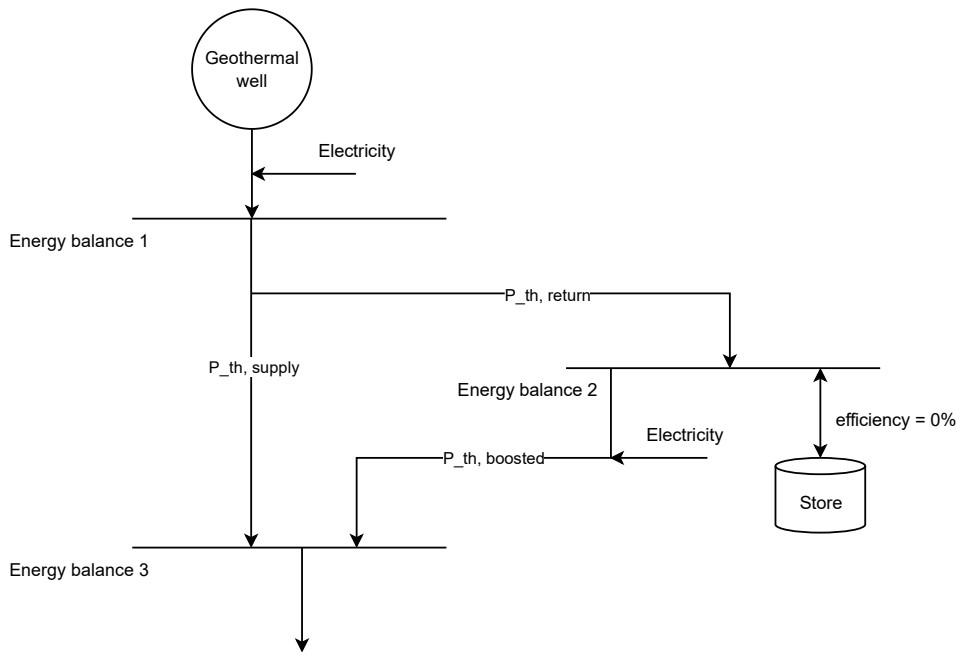 Geothermal
well
Electricity
Energy balance 1
P_th, return
P_th, supply
Energy balance 2
efficiency = 0%
Electricity
P_th, boosted
Store
Energy balance 3